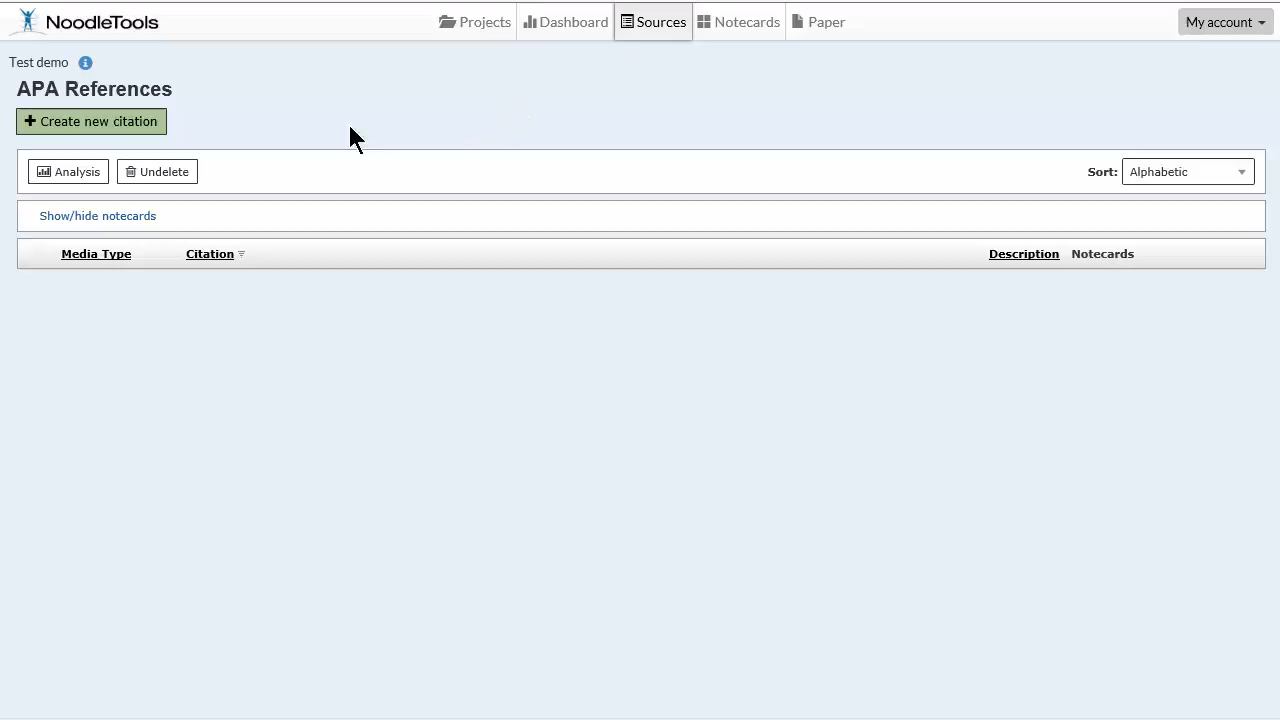 NoodleTools Projects Dashboard Sources Notecards Paper My account
Test demo
APA References
Create new citation
Analysis Undelete Sort: Alphabetic
Show/hide notecards
Media Type Citation Description Notecards